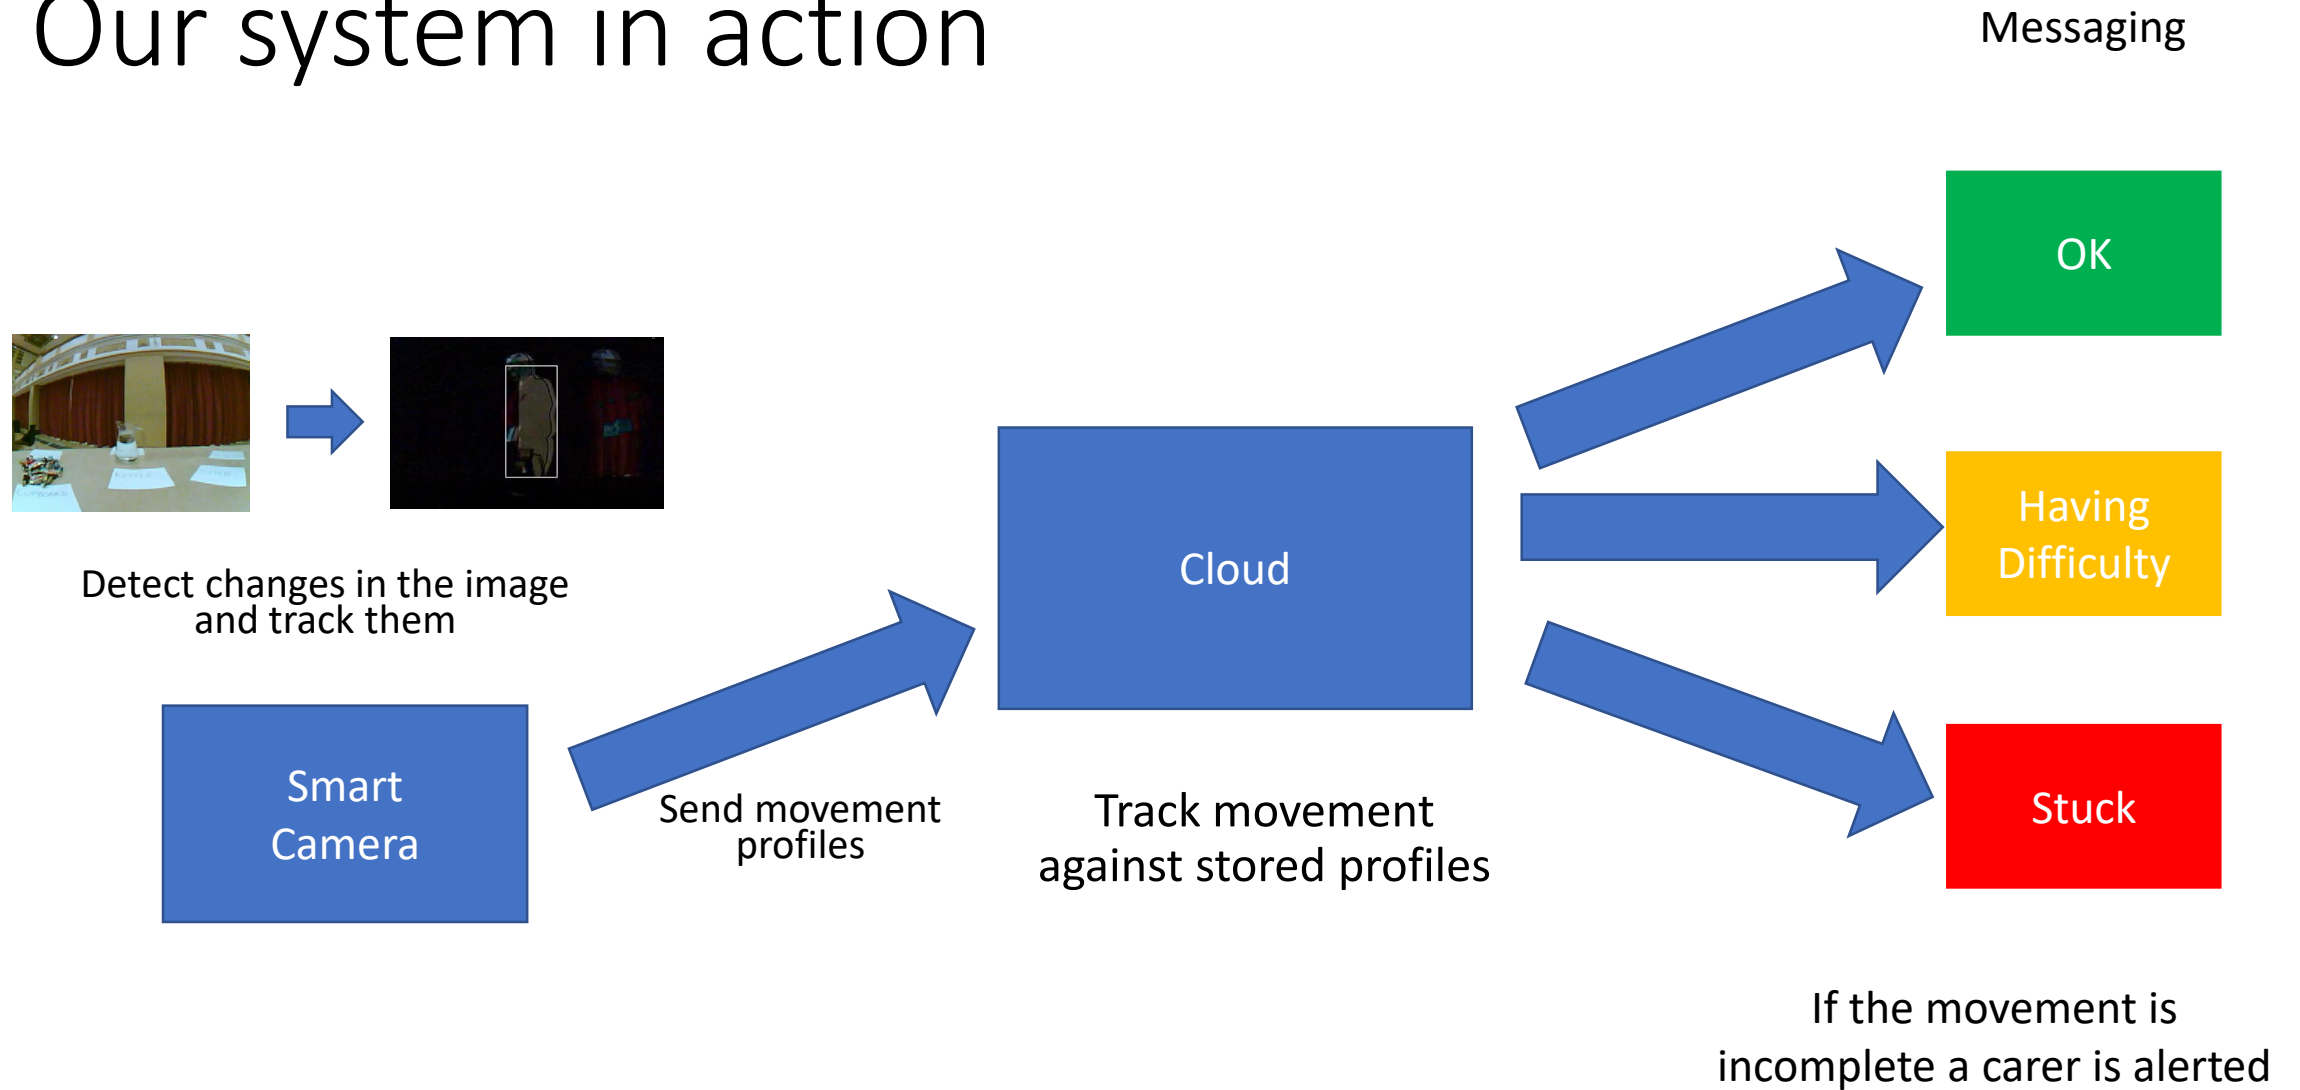 Our system in action
Messaging
OK
Having
Difficulty
Stuck
Cloud
Detect changes in the image
and track them
Smart
Camera
Send movement
profiles
Track movement
against stored profiles
If the movement is
incomplete a carer is alerted
CUPBOARD